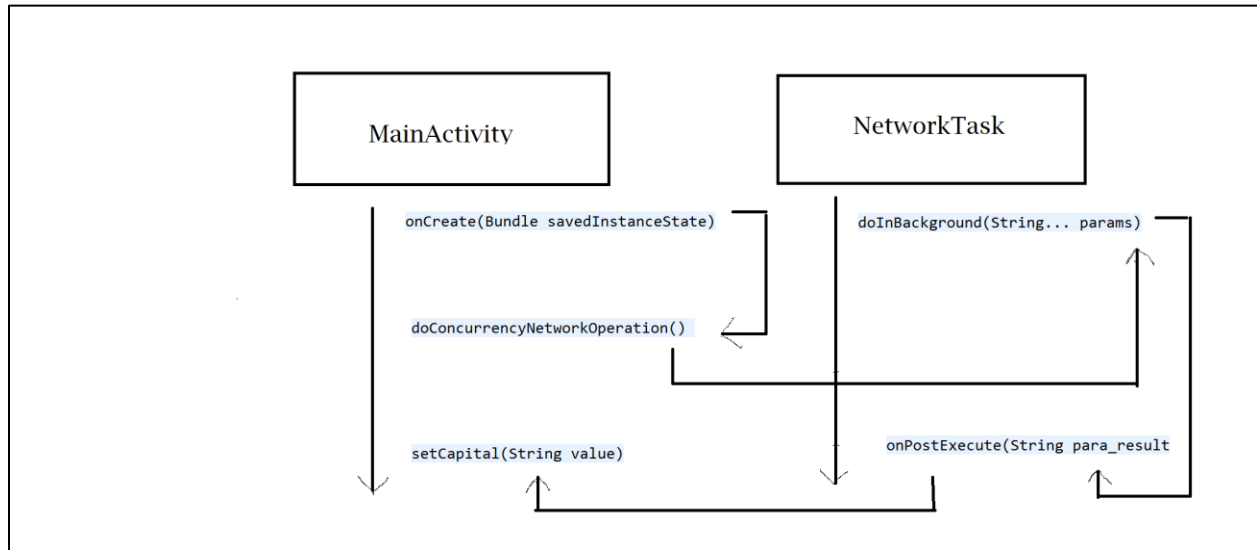 MainActivity
NetworkTask
onCreate(Bundle savedInstanceState)
doInBackground(String... params)
doConcurrencyNetworkOperation()
setCapital(String value)
onPostExecute(String para_result